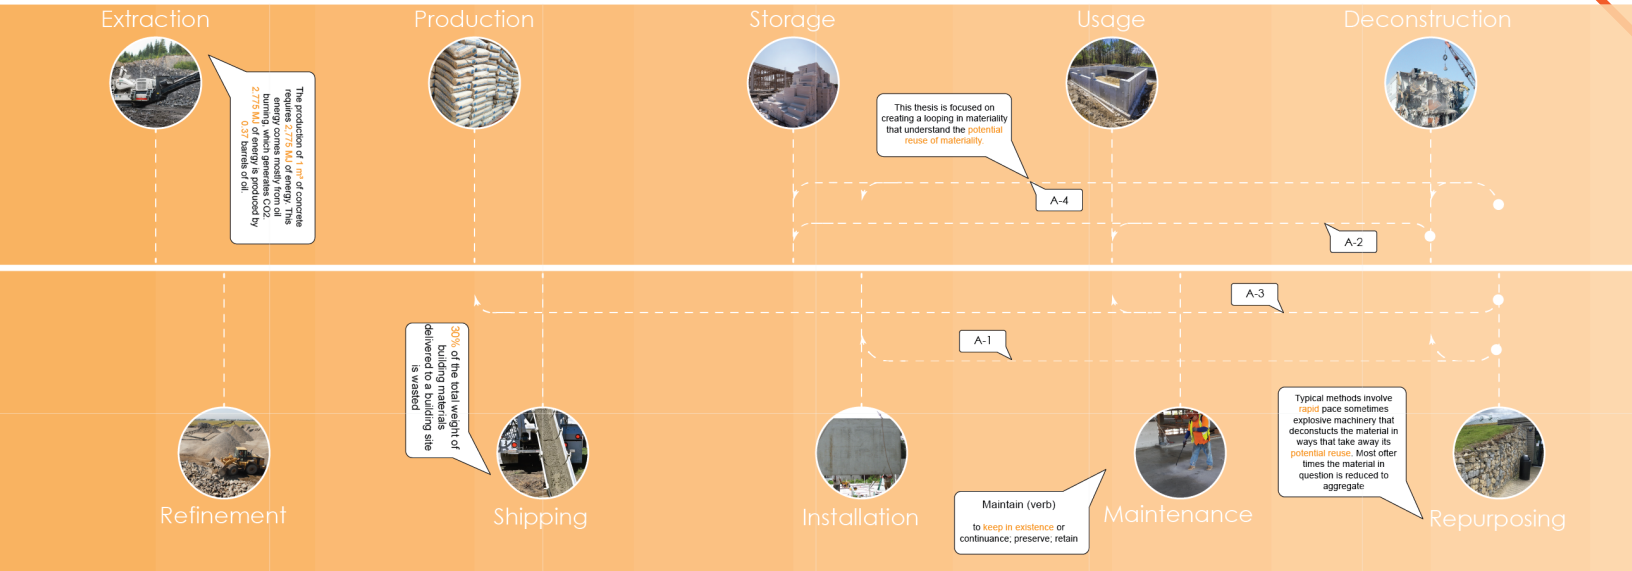 Extraction
Production
Storage
Usage
Deconstruction
The production of 1 m³ of concrete
requires 2.775 MJ of energy. This
energy comes mostly from oil
burning, which generates CO2.
2.775 MJ of energy is produced by
0.37 barrels of oil.
This thesis is focused on
creating a looping in materiality
that understand the potential
reuse of materiality.
A-4
A-2
A-3
A-1
30% of the total weight of
building materials
delivered to a building site
is wasted
Maintain (verb)
to keep in existence or
continuance; preserve; retain
Typical methods involve
rapid pace sometimes
explosive machinery that
deconstucts the material in
ways that take away its
potential reuse. Most offer
times the material in
question is reduced to
aggregate
Refinement
Shipping
Installation
Maintenance
Repurposing